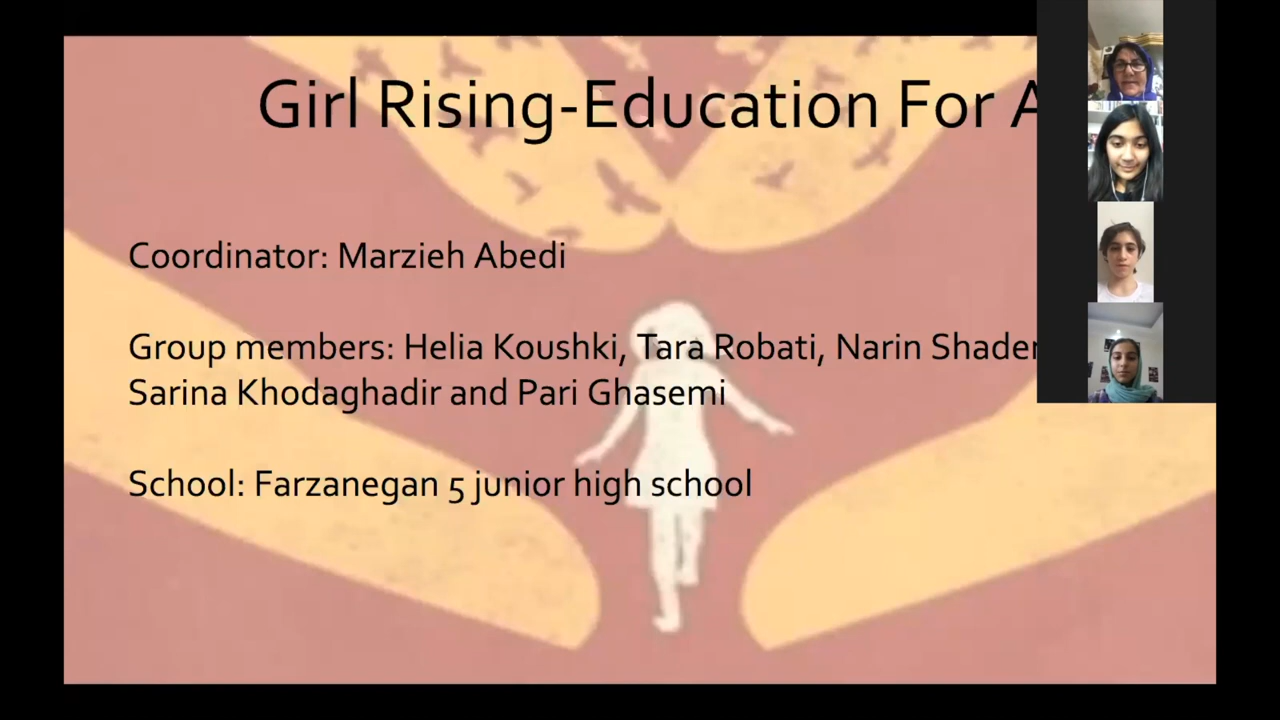 Girl Rising-Education For
Coordinator: Marzieh Abedi
Group members: Helia Koushki, Tara Robati, Narin
Sarina Khodaghadir and Pari Ghasemi
School: Farzanegan 5 junior high school